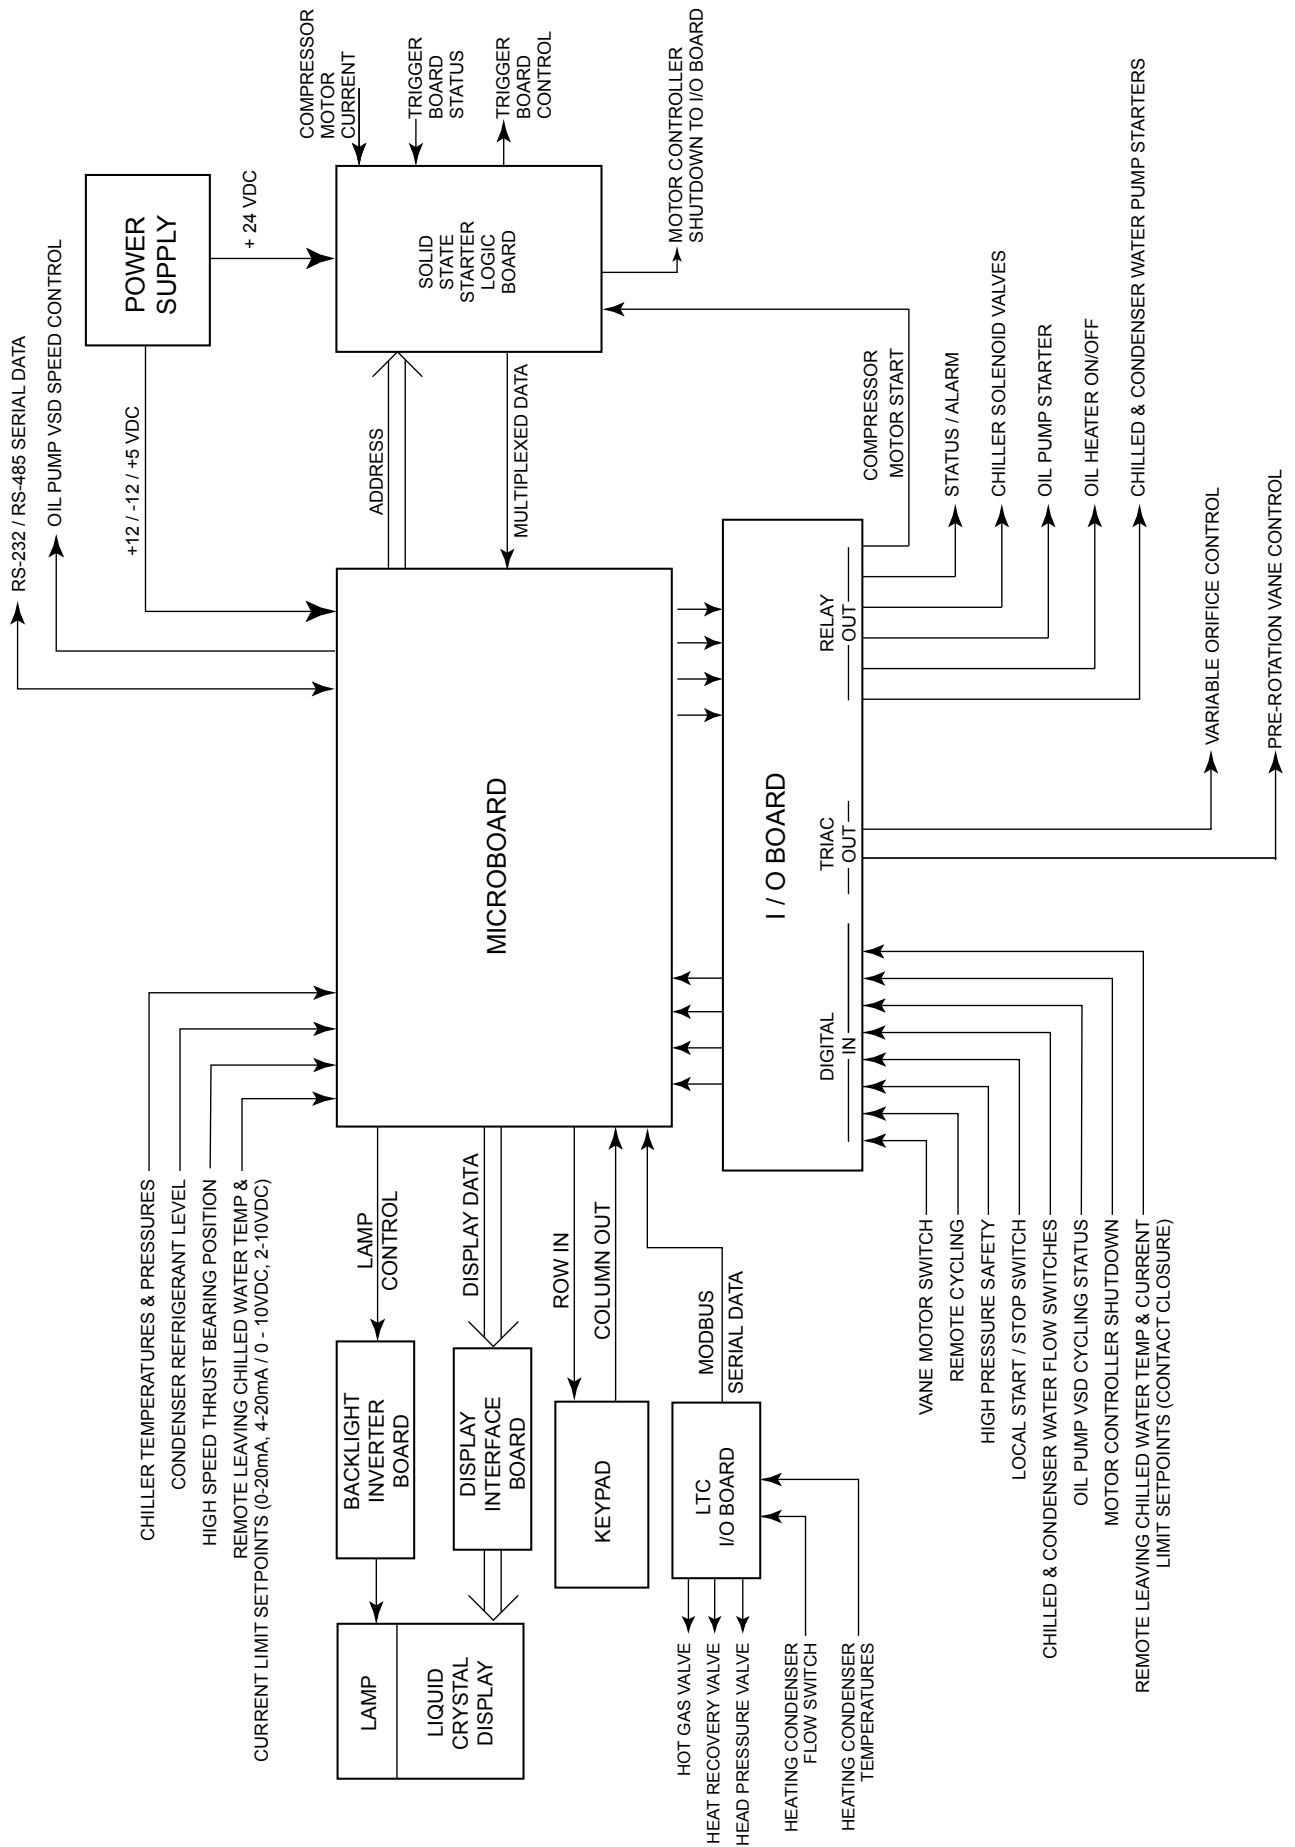 CHILLER TEMPERATURES & PRESSURES
CONDENSER REFRIGERANT LEVEL
HIGH SPEED THRUST BEARING POSITION
REMOTE LEAVING CHILLED WATER TEMP &
CURRENT LIMIT SETPOINTS (0-20mA, 4-20mA / 0 - 10VDC, 2-10VDC)
RS-232 / RS-485 SERIAL DATA
OIL PUMP VSD SPEED CONTROL
POWER
SUPPLY
+12 / -12 / +5 VDC
+ 24 VDC
COMPRESSOR
MOTOR
CURRENT
TRIGGER
BOARD
STATUS
TRIGGER
BOARD
CONTROL
LAMP
LIQUID
CRYSTAL
DISPLAY
BACKLIGHT
INVERTER
BOARD
LAMP
CONTROL
DISPLAY
INTERFACE
BOARD
DISPLAY DATA
KEYPAD
ROW IN
COLUMN OUT
MICROBOARD
ADDRESS
MULTIPLEXED DATA
SOLID
STATE
STARTER
LOGIC
BOARD
MOTOR CONTROLLER
SHUTDOWN TO I/O BOARD
LTC
I/O BOARD
MODBUS
SERIAL DATA
HOT GAS VALVE
HEAT RECOVERY VALVE
HEAD PRESSURE VALVE
HEATING CONDENSER
FLOW SWITCH
HEATING CONDENSER
TEMPERATURES
I / O BOARD
DIGITAL
IN
TRIAC
OUT
RELAY
OUT
VANE MOTOR SWITCH
REMOTE CYCLING
HIGH PRESSURE SAFETY
LOCAL START / STOP SWITCH
CHILLED & CONDENSER WATER FLOW SWITCHES
OIL PUMP VSD CYCLING STATUS
MOTOR CONTROLLER SHUTDOWN
REMOTE LEAVING CHILLED WATER TEMP & CURRENT
LIMIT SETPOINTS (CONTACT CLOSURE)
COMPRESSOR
MOTOR START
STATUS / ALARM
CHILLER SOLENOID VALVES
OIL PUMP STARTER
OIL HEATER ON/OFF
CHILLED & CONDENSER WATER PUMP STARTERS
VARIABLE ORIFICE CONTROL
PRE-ROTATION VANE CONTROL